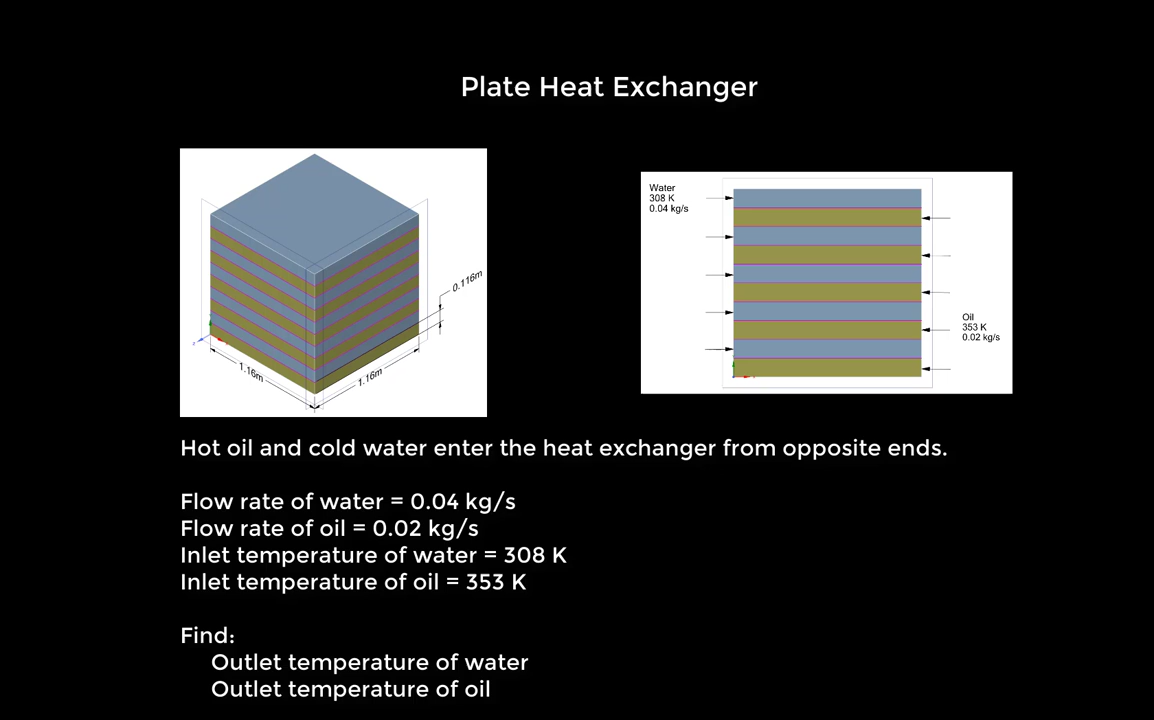 Plate Heat Exchanger
0.116m
1.16m
1.16m
Water
308 K
0.04 kg/s
Oil
353 K
0.02 kg/s
Hot oil and cold water enter the heat exchanger from opposite ends.
Flow rate of water = 0.04 kg/s
Flow rate of oil = 0.02 kg/s
Inlet temperature of water = 308 K
Inlet temperature of oil = 353 K
Find:
Outlet temperature of water
Outlet temperature of oil